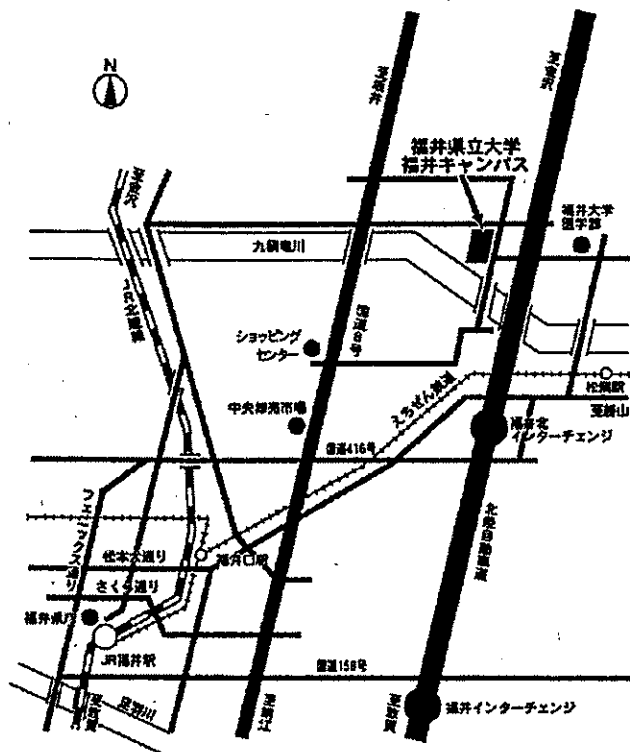 N
至金沢
至金沢
福井県立大学
福井キャンパス
至金沢
福井大学
医学部
九頭竜川
JR北陸線
国道8号
ショッピング
センター
えちぜん鉄道
松岡駅
至勝山
中央卸売市場
福井北
インターチェンジ
国道416号
フェニックス通り
北陸自動車道
松本大通り
福井口駅
さくら通り
福井県庁
JR福井駅
国道158号
足羽川
至敦賀
福井インターチェンジ